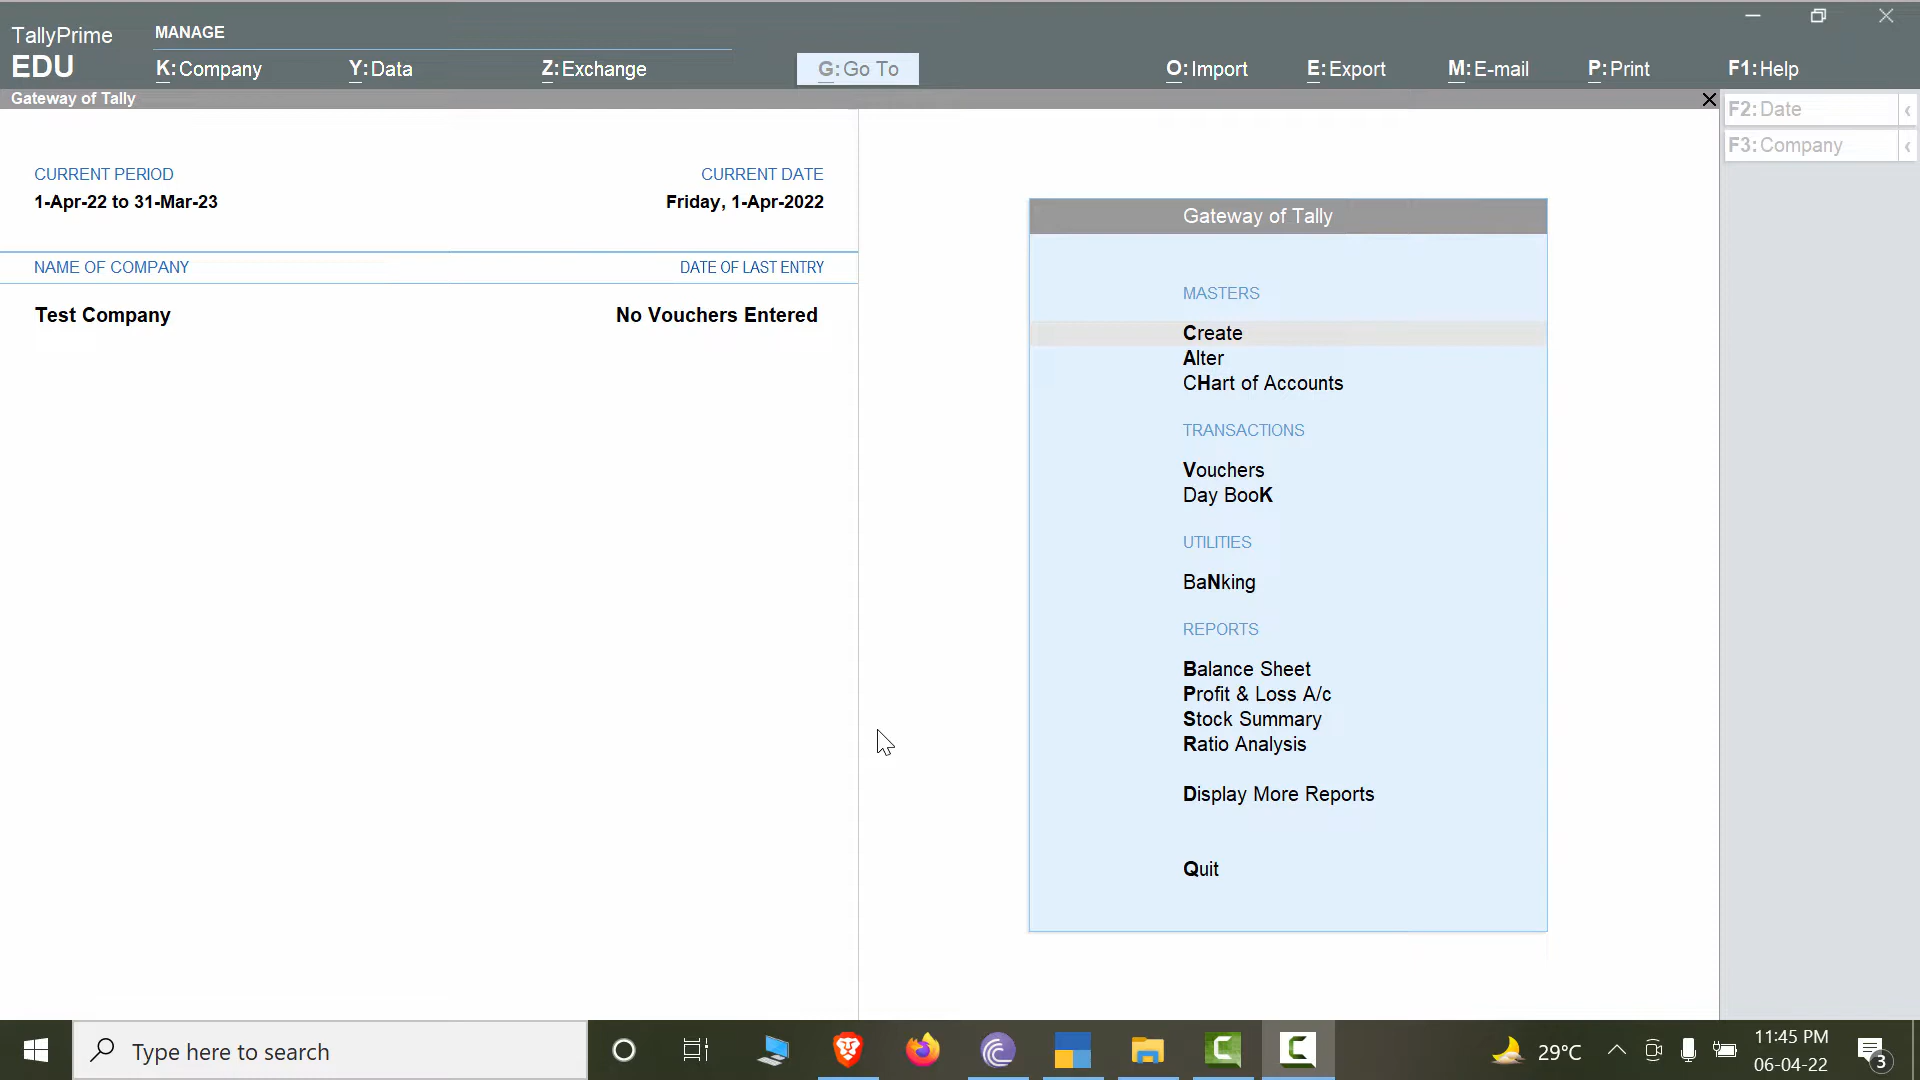 TallyPrime
EDU
MANAGE
K: Company
Y: Data
Z: Exchange
G: Go To
O: Import
E: Export
M: E-mail
P: Print
F1: Help
Gateway of Tally
F2: Date
F3: Company
CURRENT PERIOD
CURRENT DATE
1-Apr-22 to 31-Mar-23
Friday, 1-Apr-2022
NAME OF COMPANY
DATE OF LAST ENTRY
Test Company
No Vouchers Entered
Gateway of Tally
MASTERS
Create
Alter
CHart of Accounts
TRANSACTIONS
Vouchers
Day BooK
UTILITIES
BaNking
REPORTS
Balance Sheet
Profit & Loss A/c
Stock Summary
Ratio Analysis
Display More Reports
Quit
Type here to search
29°C
11:45 PM
06-04-22
3